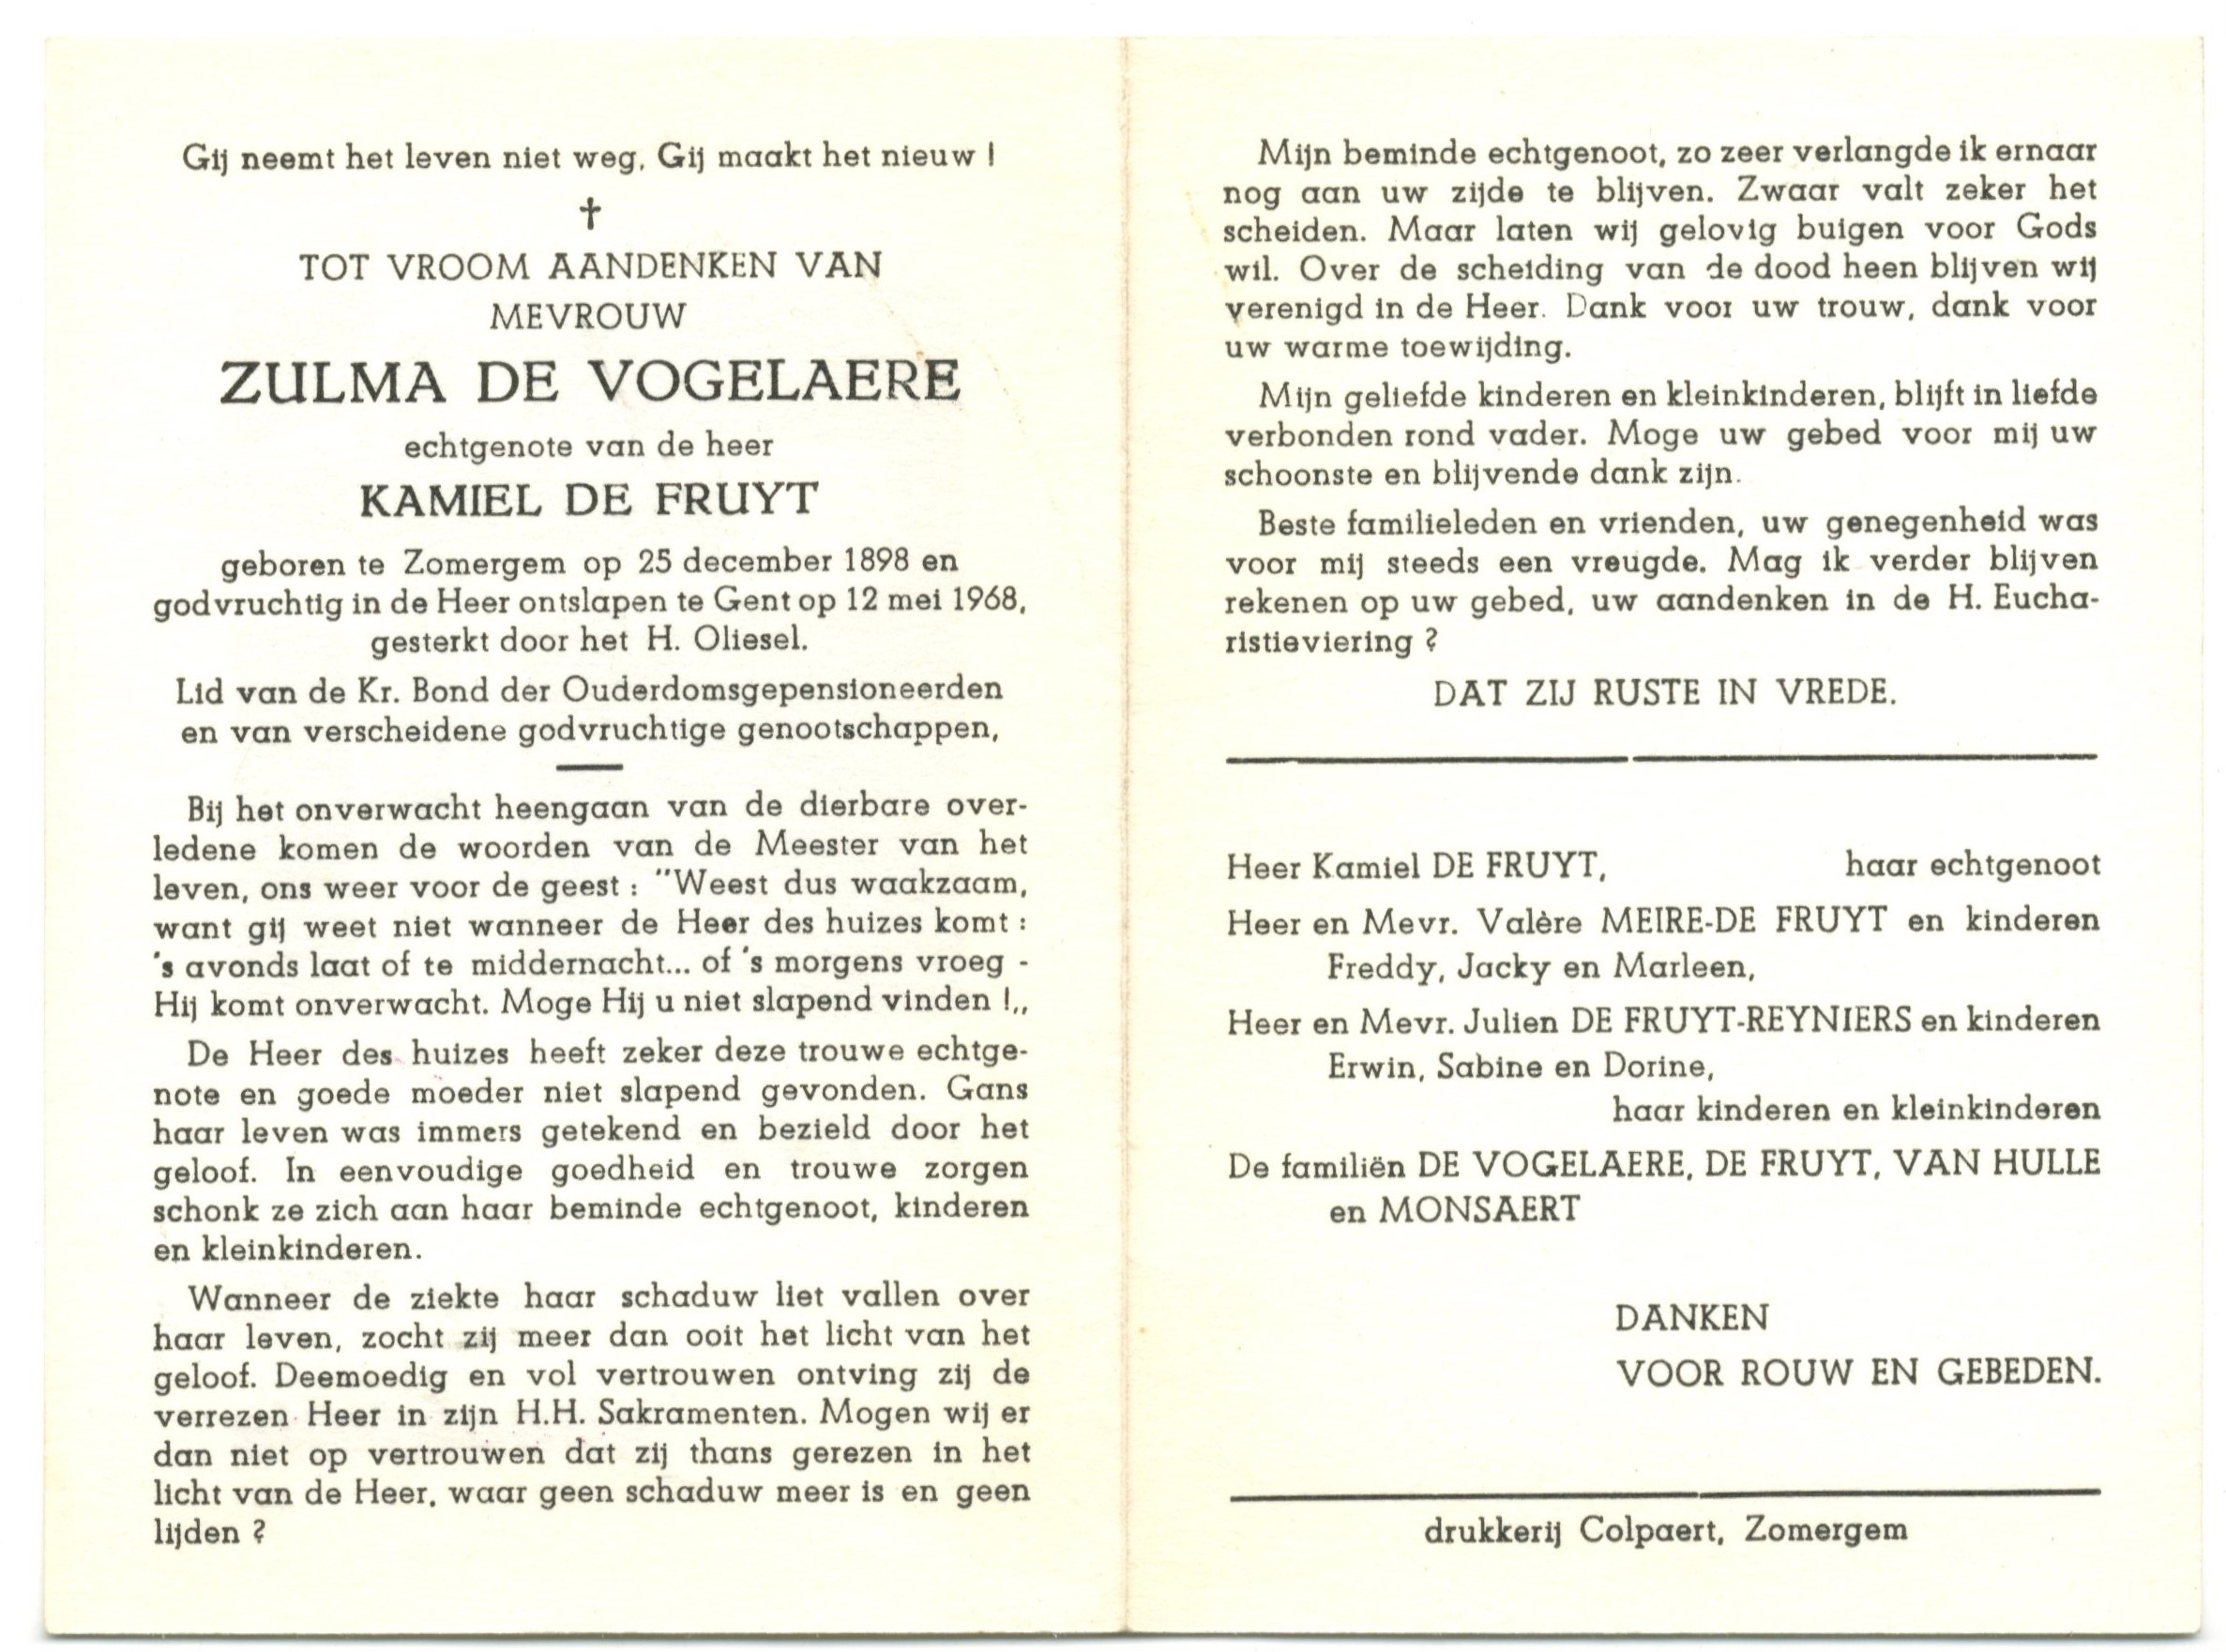 Gij neemt het leven niet weg, Gij maakt het nieuw !
✝
TOT VROOM AANDENKEN VAN
MEVROUW
ZULMA DE VOGELAERE
echtgenote van de heer
KAMIEL DE FRUYT
geboren te Zomergem op 25 december 1898 en
godvruchtig in de Heer ontslapen te Gent op 12 mei 1968,
gesterkt door het H. Oliesel.
Lid van de Kr. Bond der Ouderdomsgepensioneerden
en van verscheidene godvruchtige genootschappen,
Bij het onverwacht heengaan van de dierbare over-
ledene komen de woorden van de Meester van het
leven, ons weer voor de geest : "Weest dus waakzaam,
want gij weet niet wanneer de Heer des huizes komt :
's avonds laat of te middernacht... of 's morgens vroeg -
Hij komt onverwacht. Moge Hij u niet slapend vinden !,,
De Heer des huizes heeft zeker deze trouwe echtge-
note en goede moeder niet slapend gevonden. Gans
haar leven was immers getekend en bezield door het
geloof. In eenvoudige goedheid en trouwe zorgen
schonk ze zich aan haar beminde echtgenoot, kinderen
en kleinkinderen.
Wanneer de ziekte haar schaduw liet vallen over
haar leven, zocht zij meer dan ooit het licht van het
geloof. Deemoedig en vol vertrouwen ontving zij de
verrezen Heer in zijn H.H. Sakramenten. Mogen wij er
dan niet op vertrouwen dat zij thans gerezen in het
licht van de Heer, waar geen schaduw meer is en geen
lijden ?
Mijn beminde echtgenoot, zo zeer verlangde ik ernaar
nog aan uw zijde te blijven. Zwaar valt zeker het
scheiden. Maar laten wij gelovig buigen voor Gods
wil. Over de scheiding van de dood heen blijven wij
verenigd in de Heer. Dank voor uw trouw, dank voor
uw warme toewijding.
Mijn geliefde kinderen en kleinkinderen, blijft in liefde
verbonden rond vader. Moge uw gebed voor mij uw
schoonste en blijvende dank zijn.
Beste familieleden en vrienden, uw genegenheid was
voor mij steeds een vreugde. Mag ik verder blijven
rekenen op uw gebed, uw aandenken in de H. Eucha-
ristieviering ?
DAT ZIJ RUSTE IN VREDE.
Heer Kamiel DE FRUYT, haar echtgenoot
Heer en Mevr. Valère MEIRE-DE FRUYT en kinderen
Freddy, Jacky en Marleen,
Heer en Mevr. Julien DE FRUYT-REYNIERS en kinderen
Erwin, Sabine en Dorine,
haar kinderen en kleinkinderen
De familiën DE VOGELAERE, DE FRUYT, VAN HULLE
en MONSAERT
DANKEN
VOOR ROUW EN GEBEDEN.
drukkerij Colpaert, Zomergem